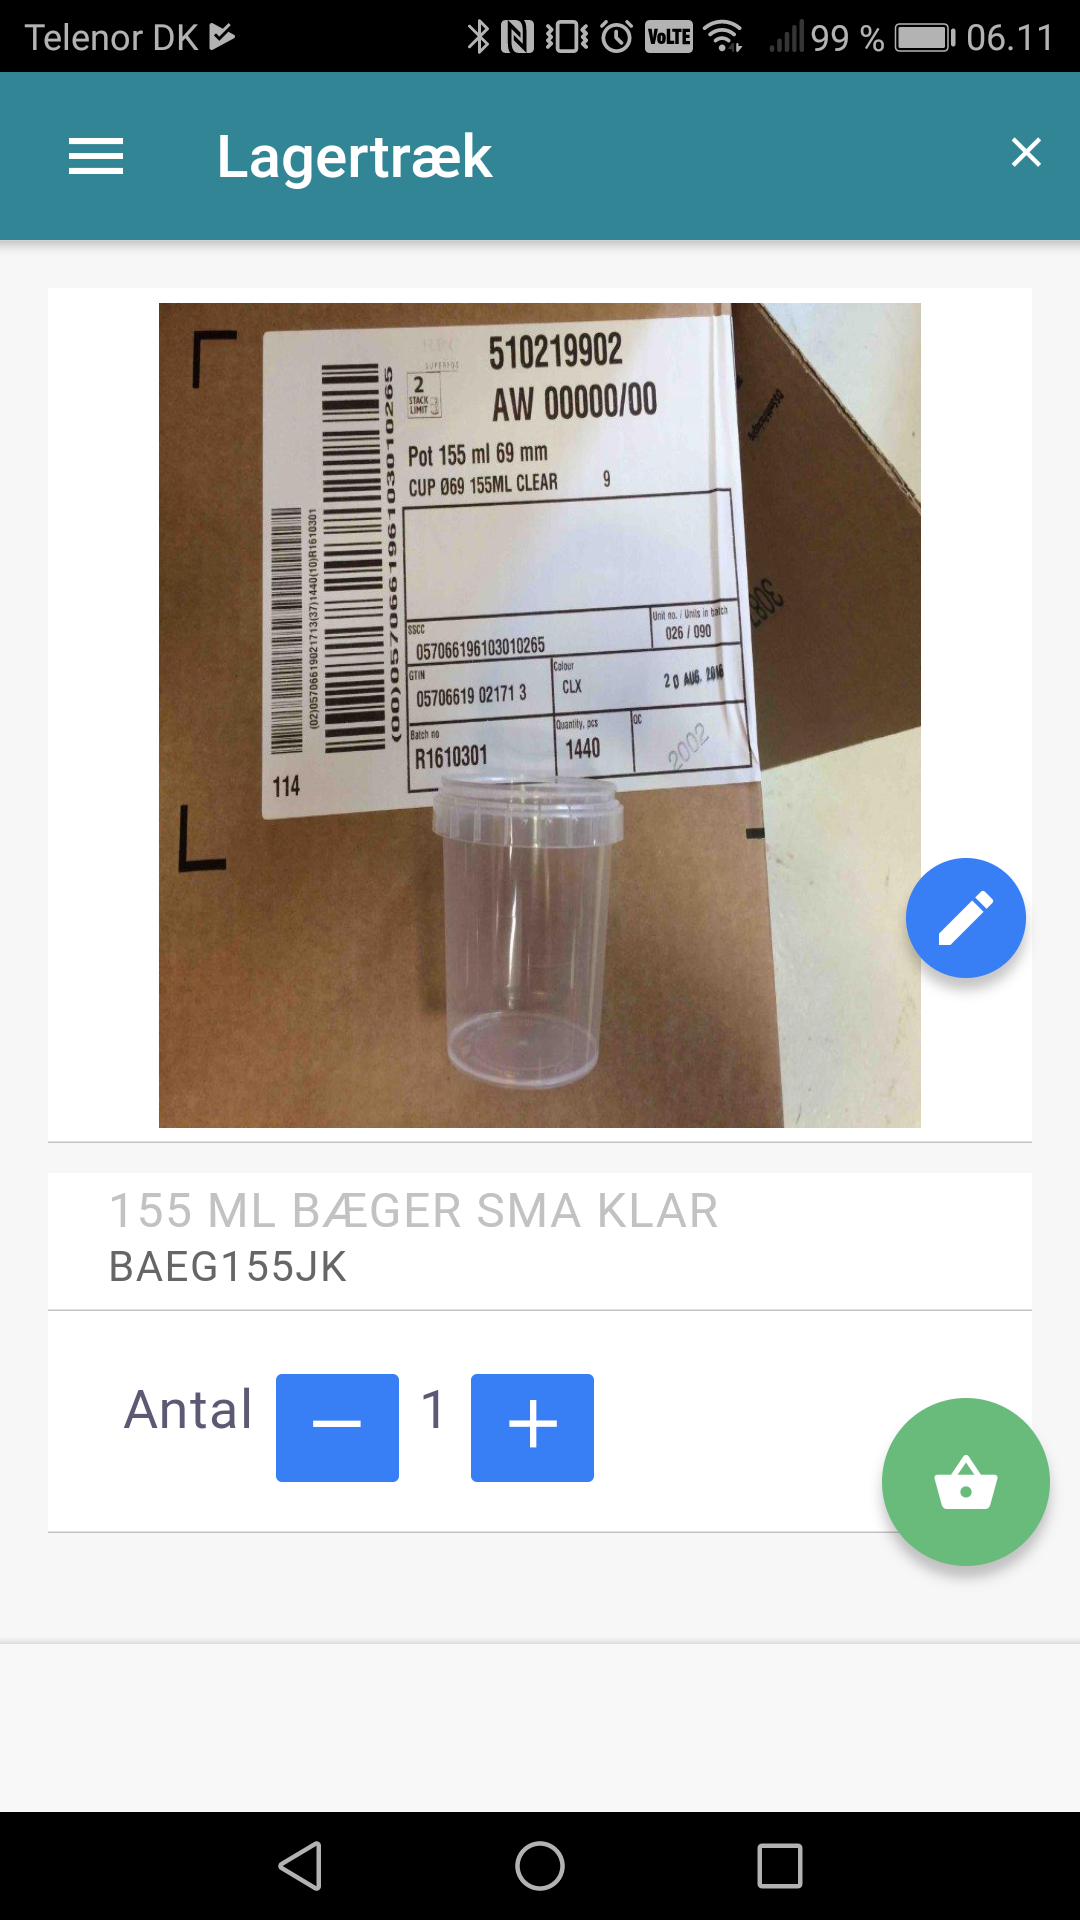 Telenor DK
VoLTE
99 %
06.11
Lagertræk
510219902
SUPERFOS
2
STACK
LIMIT
AW 00000/00
Pot 155 ml 69 mm
CUP Ø69 155ML CLEAR 9
SSCC
057066196103010265
Unit no. / Units in batch
026 / 090
GTIN
05706619 02171 3
Colour
CLX
20 AUG. 2016
Batch no
R1610301
Quantity, pcs
1440
QC
2002
114
(02)05706619021713(37)1440(10)R1610301
(00)057066196103010265
155 ML BÆGER SMA KLAR
BAEG155JK
Antal
1